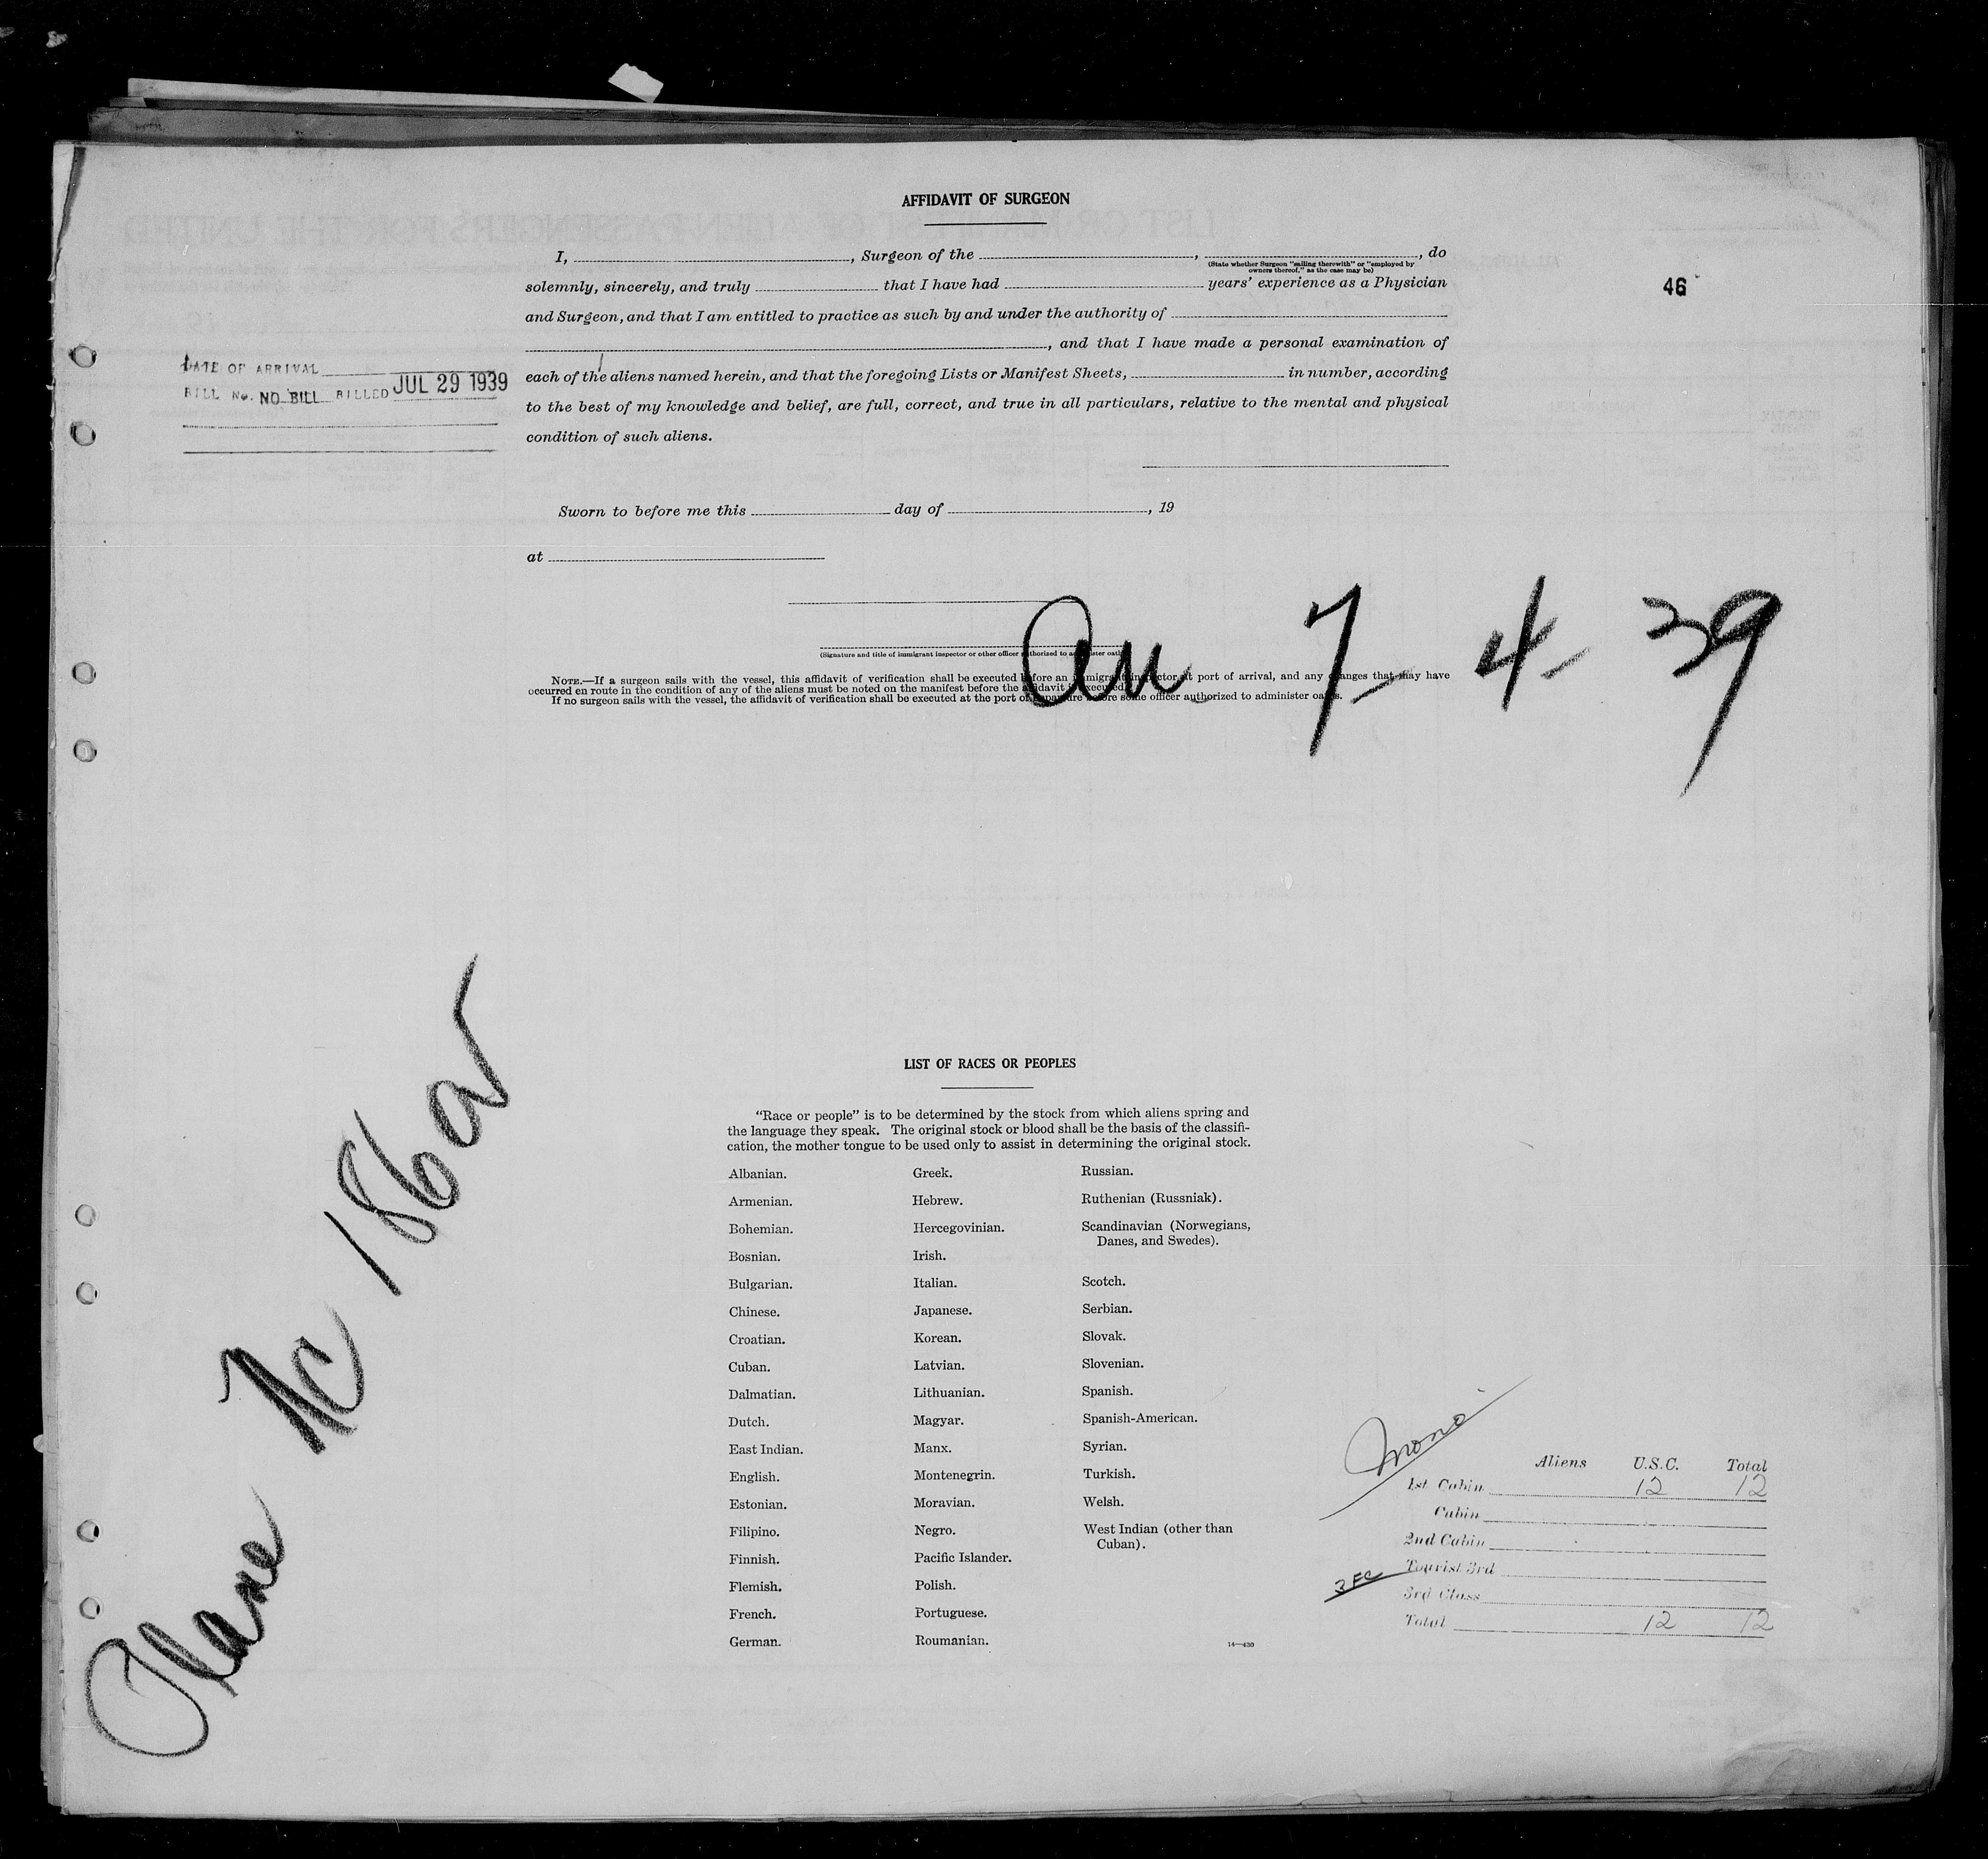 AFFIDAVIT OF SURGEON
I, , Surgeon of the , , do
(State whether Surgeon "sailing therewith" or "employed by
owners thereof," as the case may be)
solemnly, sincerely, and truly that I have had years' experience as a Physician
and Surgeon, and that I am entitled to practice as such by and under the authority of
, and that I have made a personal examination of
each of the aliens named herein, and that the foregoing Lists or Manifest Sheets, in number, according
to the best of my knowledge and belief, are full, correct, and true in all particulars, relative to the mental and physical
condition of such aliens.
46
DATE OF ARRIVAL
BILL No. NO BILL BILLED JUL 29 1939
Sworn to before me this day of , 19
at
(Signature and title of immigrant inspector or other officer authorized to administer oath)
7-4-39
NOTE.—If a surgeon sails with the vessel, this affidavit of verification shall be executed before an immigrant inspector at port of arrival, and any changes that may have
occurred en route in the condition of any of the aliens must be noted on the manifest before the affidavit is executed.
If no surgeon sails with the vessel, the affidavit of verification shall be executed at the port of departure before some officer authorized to administer oaths.
Plane NC 186
LIST OF RACES OR PEOPLES
"Race or people" is to be determined by the stock from which aliens spring and
the language they speak. The original stock or blood shall be the basis of the classifi-
cation, the mother tongue to be used only to assist in determining the original stock.
Albanian.
Armenian.
Bohemian.
Bosnian.
Bulgarian.
Chinese.
Croatian.
Cuban.
Dalmatian.
Dutch.
East Indian.
English.
Estonian.
Filipino.
Finnish.
Flemish.
French.
German.
Greek.
Hebrew.
Hercegovinian.
Irish.
Italian.
Japanese.
Korean.
Latvian.
Lithuanian.
Magyar.
Manx.
Montenegrin.
Moravian.
Negro.
Pacific Islander.
Polish.
Portuguese.
Roumanian.
Russian.
Ruthenian (Russniak).
Scandinavian (Norwegians,
Danes, and Swedes).
Scotch.
Serbian.
Slovak.
Slovenian.
Spanish.
Spanish-American.
Syrian.
Turkish.
Welsh.
West Indian (other than
Cuban).
14—430
None
Aliens U.S.C. Total
1st Cabin 12 12
Cabin
2nd Cabin
Tourist 3rd
3rd Class
Total 12 12